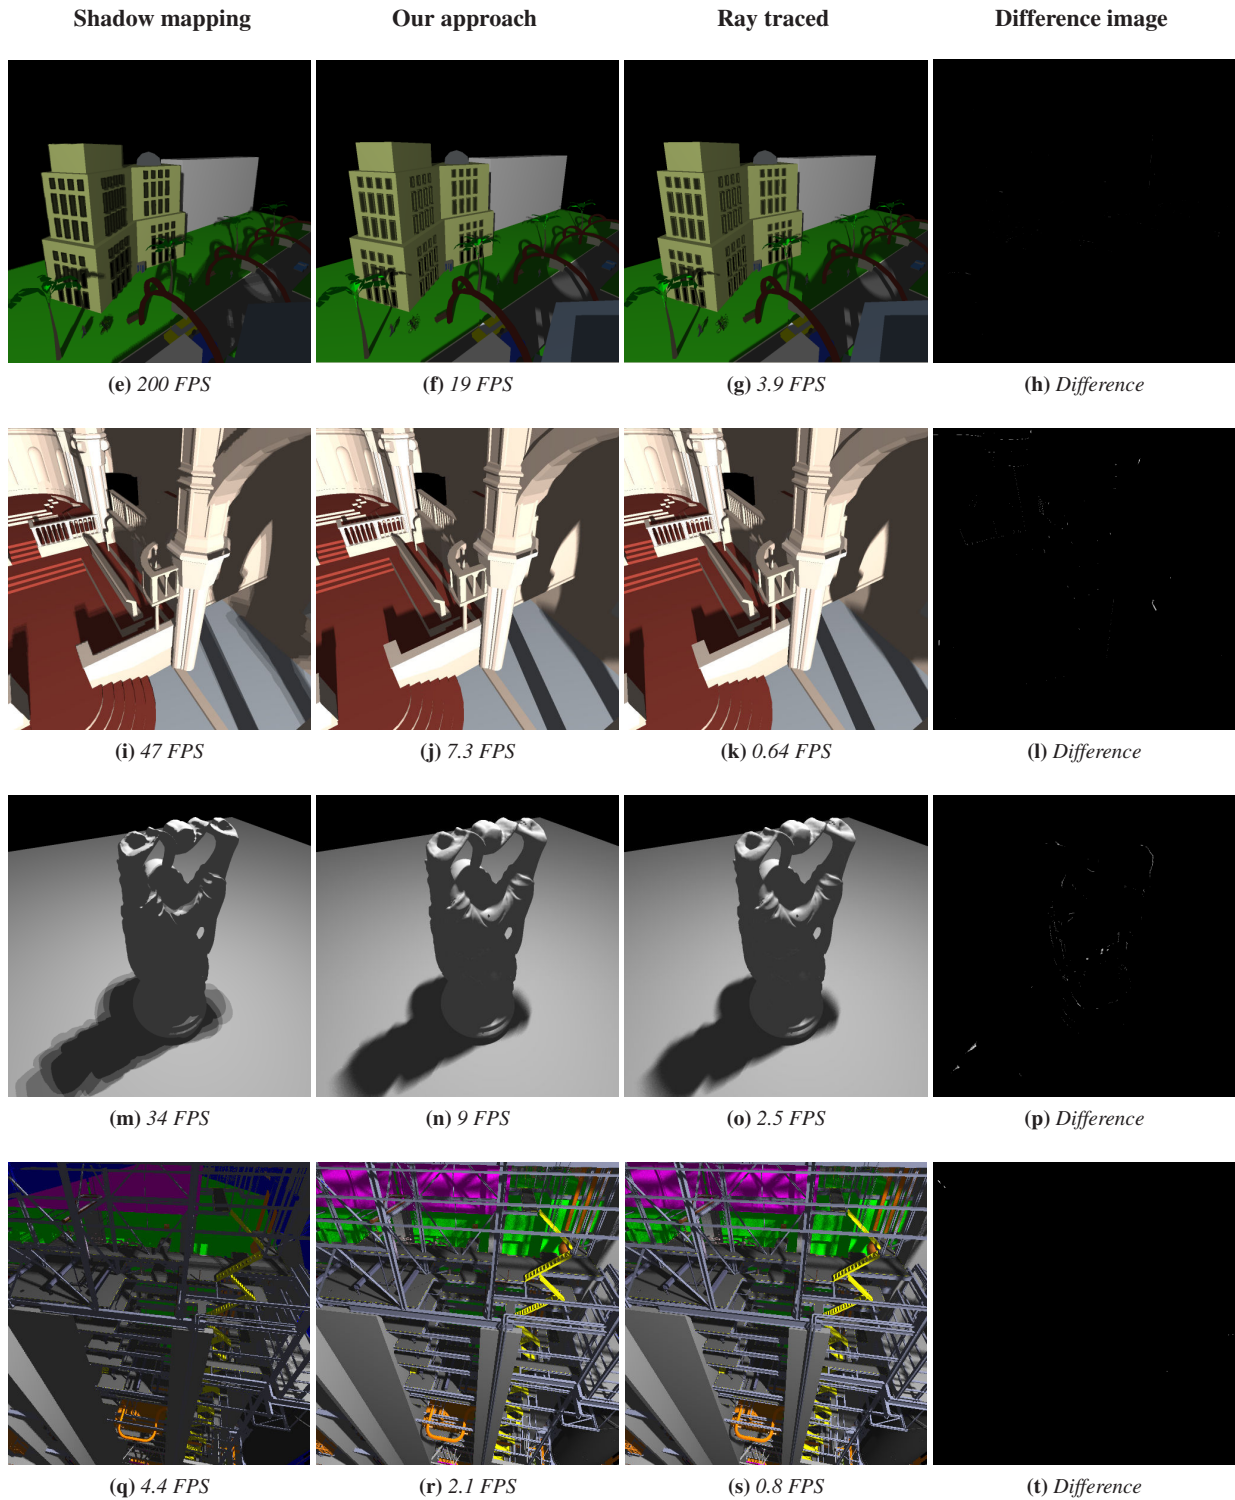 Shadow mapping Our approach Ray traced Difference image
(e) 200 FPS (f) 19 FPS (g) 3.9 FPS (h) Difference
(i) 47 FPS (j) 7.3 FPS (k) 0.64 FPS (l) Difference
(m) 34 FPS (n) 9 FPS (o) 2.5 FPS (p) Difference
(q) 4.4 FPS (r) 2.1 FPS (s) 0.8 FPS (t) Difference